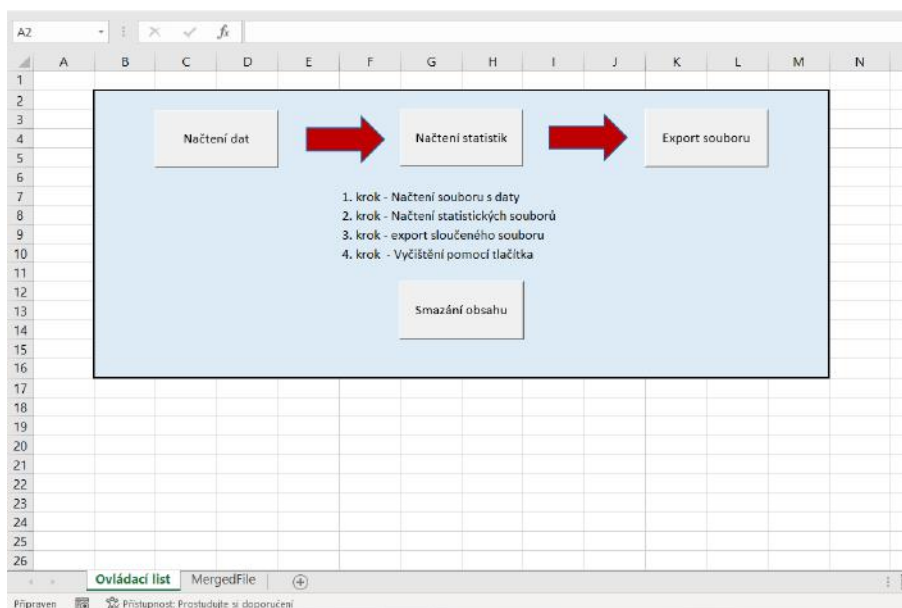 A2
fx
A B C D E F G H I J K L M N
1
2
3
4
5
6
7
8
9
10
11
12
13
14
15
16
17
18
19
20
21
22
23
24
25
26
Načtení dat
Načtení statistik
Export souboru
1. krok - Načtení souboru s daty
2. krok - Načtení statistických souborů
3. krok - export sloučeného souboru
4. krok - Vyčištění pomocí tlačítka
Smazání obsahu
Ovládací list MergedFile
Připraven Přístupnost: Prostudujte si doporučení